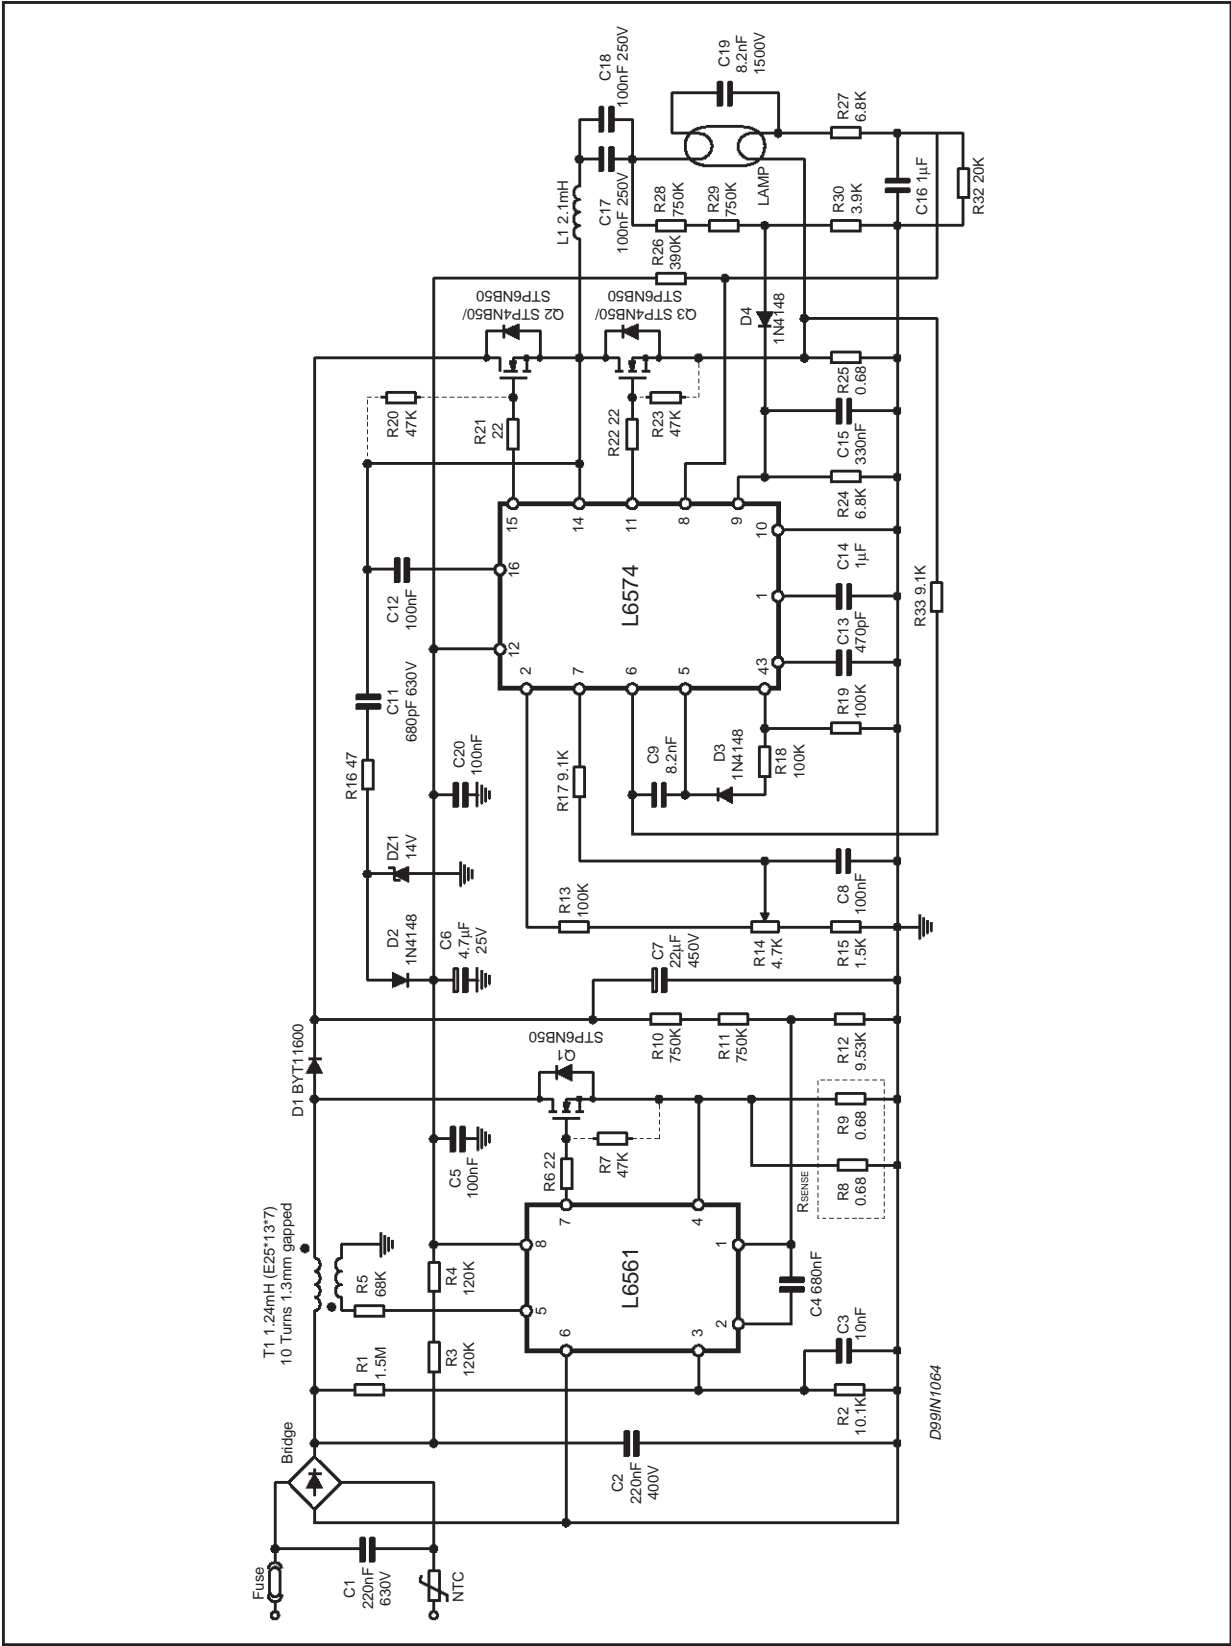 Fuse
C1
220nF
630V
NTC
Bridge
C2
220nF
400V
T1 1.24mH (E25*13*7)
10 Turns 1.3mm gapped
R1
1.5M
R5
68K
R3
120K
R4
120K
R2
10.1K
C3
10nF
C4 680nF
L6561
6
5
8
7
3
2
1
4
C5
100nF
R6 22
R7
47K
Q1
STP6NB50
RSENSE
R8
0.68
R9
0.68
D1 BYT11600
R10
750K
R11
750K
R12
9.53K
C7
22µF
450V
D2
1N4148
C6
4.7µF
25V
DZ1
14V
R16 47
C11
680pF 630V
C20
100nF
C12
100nF
R13
100K
R14
4.7K
R15
1.5K
C8
100nF
R17 9.1K
C9
8.2nF
D3
1N4148
R18
100K
R19
100K
C13
470pF
C14
1µF
L6574
12
16
2
7
6
5
43
1
10
15
14
11
8
9
R20
47K
R21
22
R22 22
R23
47K
Q2 STP4NB50/
STP6NB50
Q3 STP4NB50/
STP6NB50
R24
6.8K
C15
330nF
R25
0.68
D4
1N4148
R26
390K
R28
750K
R29
750K
R30
3.9K
L1 2.1mH
C17
100nF 250V
C18
100nF 250V
C19
8.2nF
1500V
LAMP
R27
6.8K
C16 1µF
R32 20K
R33 9.1K
D99IN1064